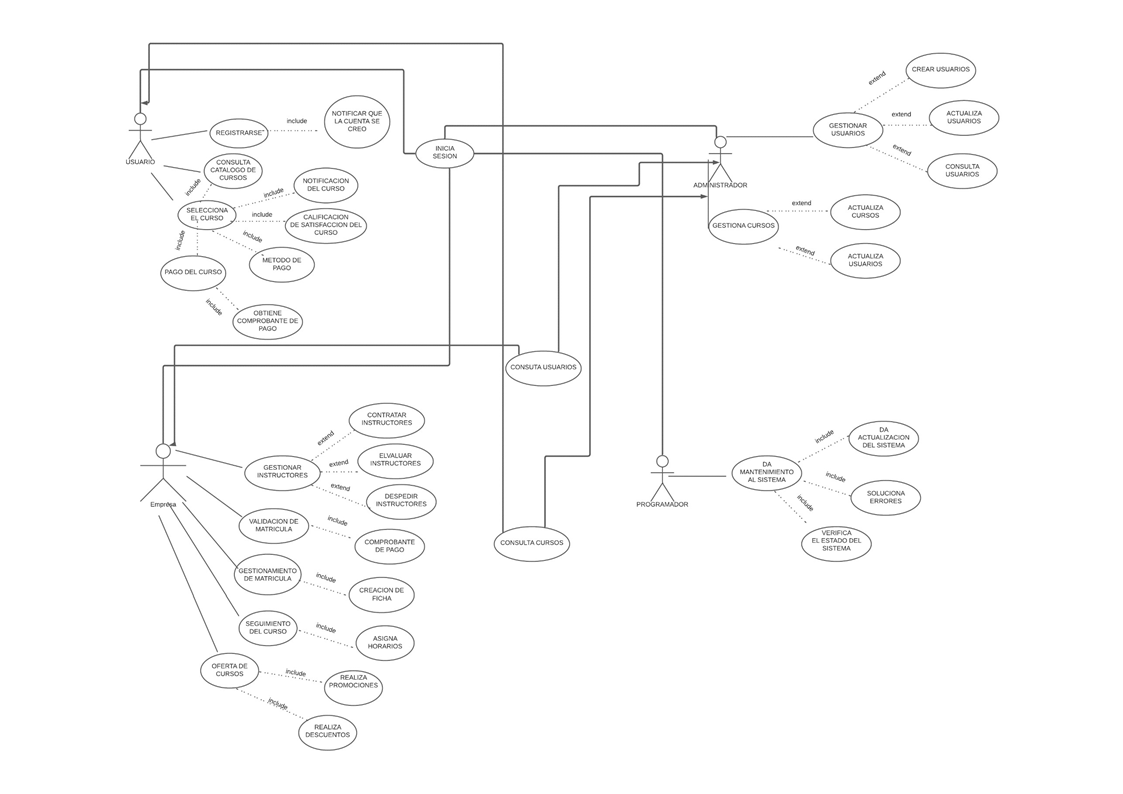 CREAR USUARIOS
extend
NOTIFICAR QUE
LA CUENTA SE
CREO
include
REGISTRARSE"
USUARIO
extend
ACTUALIZA
USUARIOS
GESTIONAR
USUARIOS
extend
CONSULTA
USUARIOS
INICIA
SESION
ADMINISTRADOR
CONSULTA
CATALOGO DE
CURSOS
include
NOTIFICACION
DEL CURSO
include
SELECCIONA
EL CURSO
include
CALIFICACION
DE SATISFACCION DEL
CURSO
include
include
METODO DE
PAGO
PAGO DEL CURSO
include
OBTIENE
COMPROBANTE DE
PAGO
extend
ACTUALIZA
CURSOS
GESTIONA CURSOS
extend
ACTUALIZA
USUARIOS
CONSUTA USUARIOS
CONTRATAR
INSTRUCTORES
extend
GESTIONAR
INSTRUCTORES
extend
ELVALUAR
INSTRUCTORES
extend
DESPEDIR
INSTRUCTORES
Empresa
VALIDACION DE
MATRICULA
include
COMPROBANTE
DE PAGO
GESTIONAMIENTO
DE MATRICULA
include
CREACION DE
FICHA
SEGUIMIENTO
DEL CURSO
include
ASIGNA
HORARIOS
OFERTA DE
CURSOS
include
REALIZA
PROMOCIONES
include
REALIZA
DESCUENTOS
CONSULTA CURSOS
PROGRAMADOR
DA
MANTENIMIENTO
AL SISTEMA
include
DA
ACTUALIZACION
DEL SISTEMA
include
SOLUCIONA
ERRORES
include
VERIFICA
EL ESTADO DEL
SISTEMA